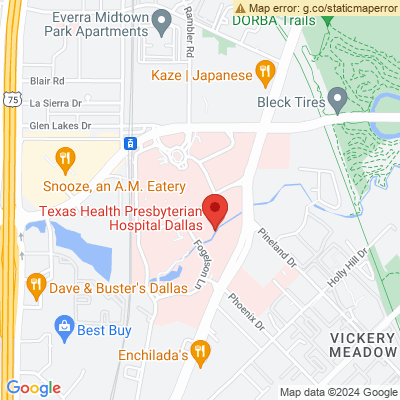 Map error: g.co/staticmaperror
Everra Midtown
Park Apartments
Rambler Rd
DORBA Trails
Blair Rd
Kaze | Japanese
La Sierra Dr
75
Bleck Tires
Glen Lakes Dr
Snooze, an A.M. Eatery
Texas Health Presbyterian
Hospital Dallas
Fogelson Ln
Pineland Dr
Holly Hill Dr
Dave & Buster's Dallas
Phoenix Dr
Best Buy
VICKERY
MEADOW
Enchilada's
Google
Map data ©2024 Google